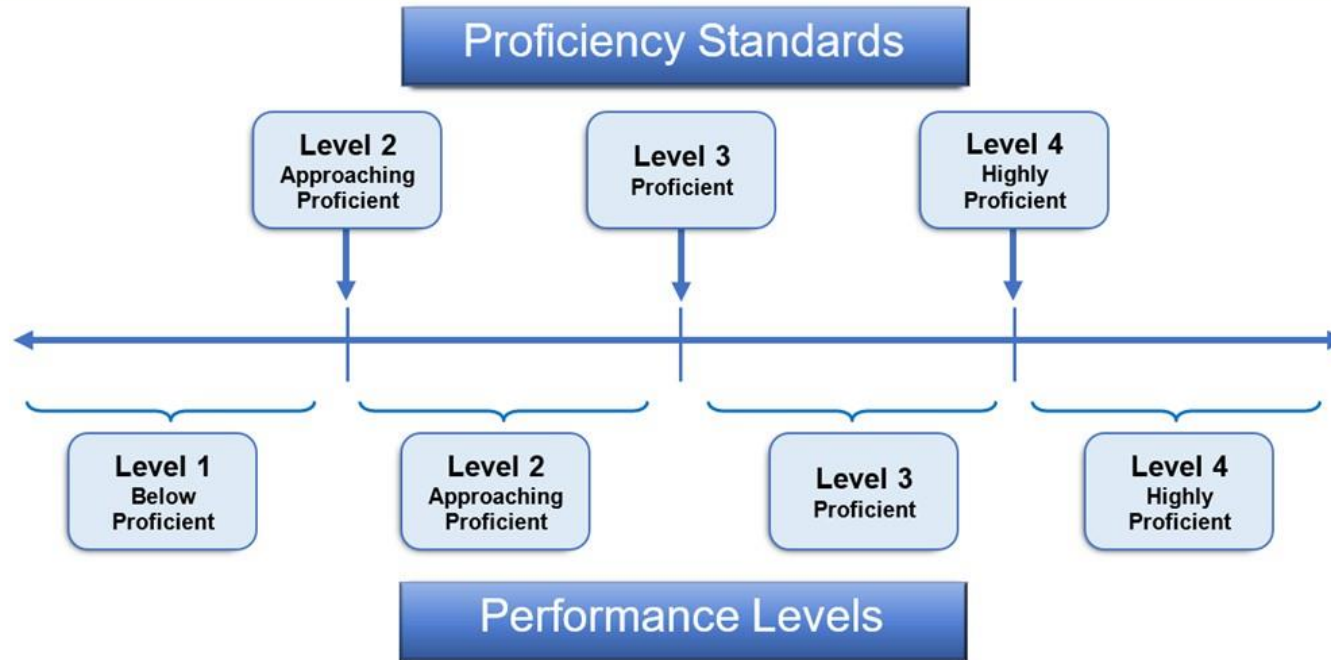 Proficiency Standards
Level 2
Approaching
Proficient
Level 3
Proficient
Level 4
Highly
Proficient
Level 1
Below
Proficient
Level 2
Approaching
Proficient
Level 3
Proficient
Level 4
Highly
Proficient
Performance Levels